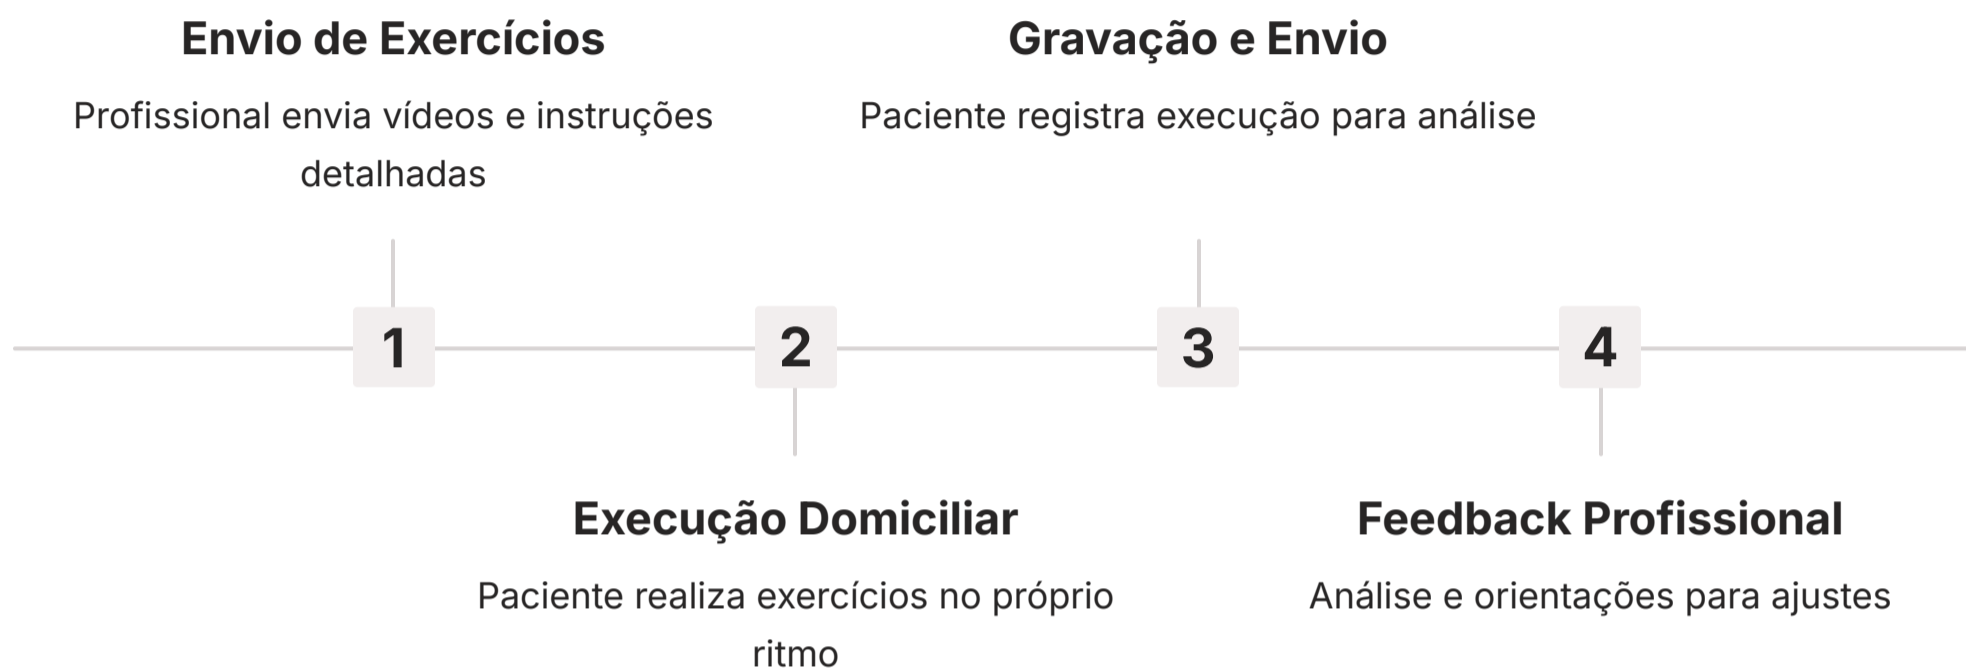 Envio de Exercícios
Profissional envia vídeos e instruções
detalhadas
Gravação e Envio
Paciente registra execução para análise
1
2
3
4
Execução Domiciliar
Paciente realiza exercícios no próprio
ritmo
Feedback Profissional
Análise e orientações para ajustes